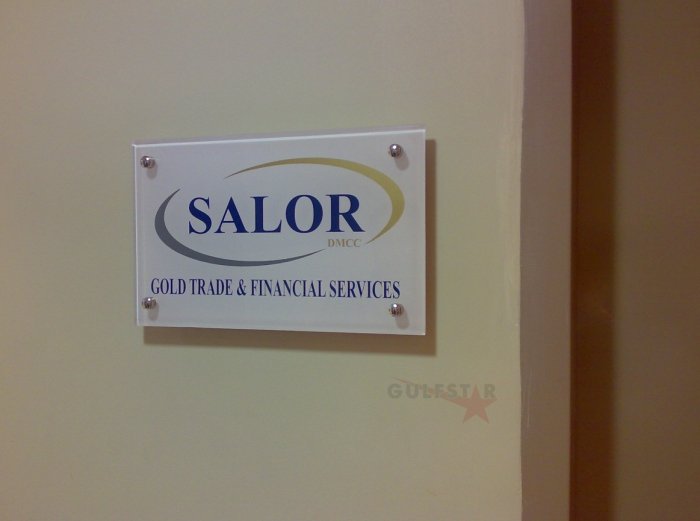 SALOR
DMCC
GOLD TRADE & FINANCIAL SERVICES
GULFSTAR